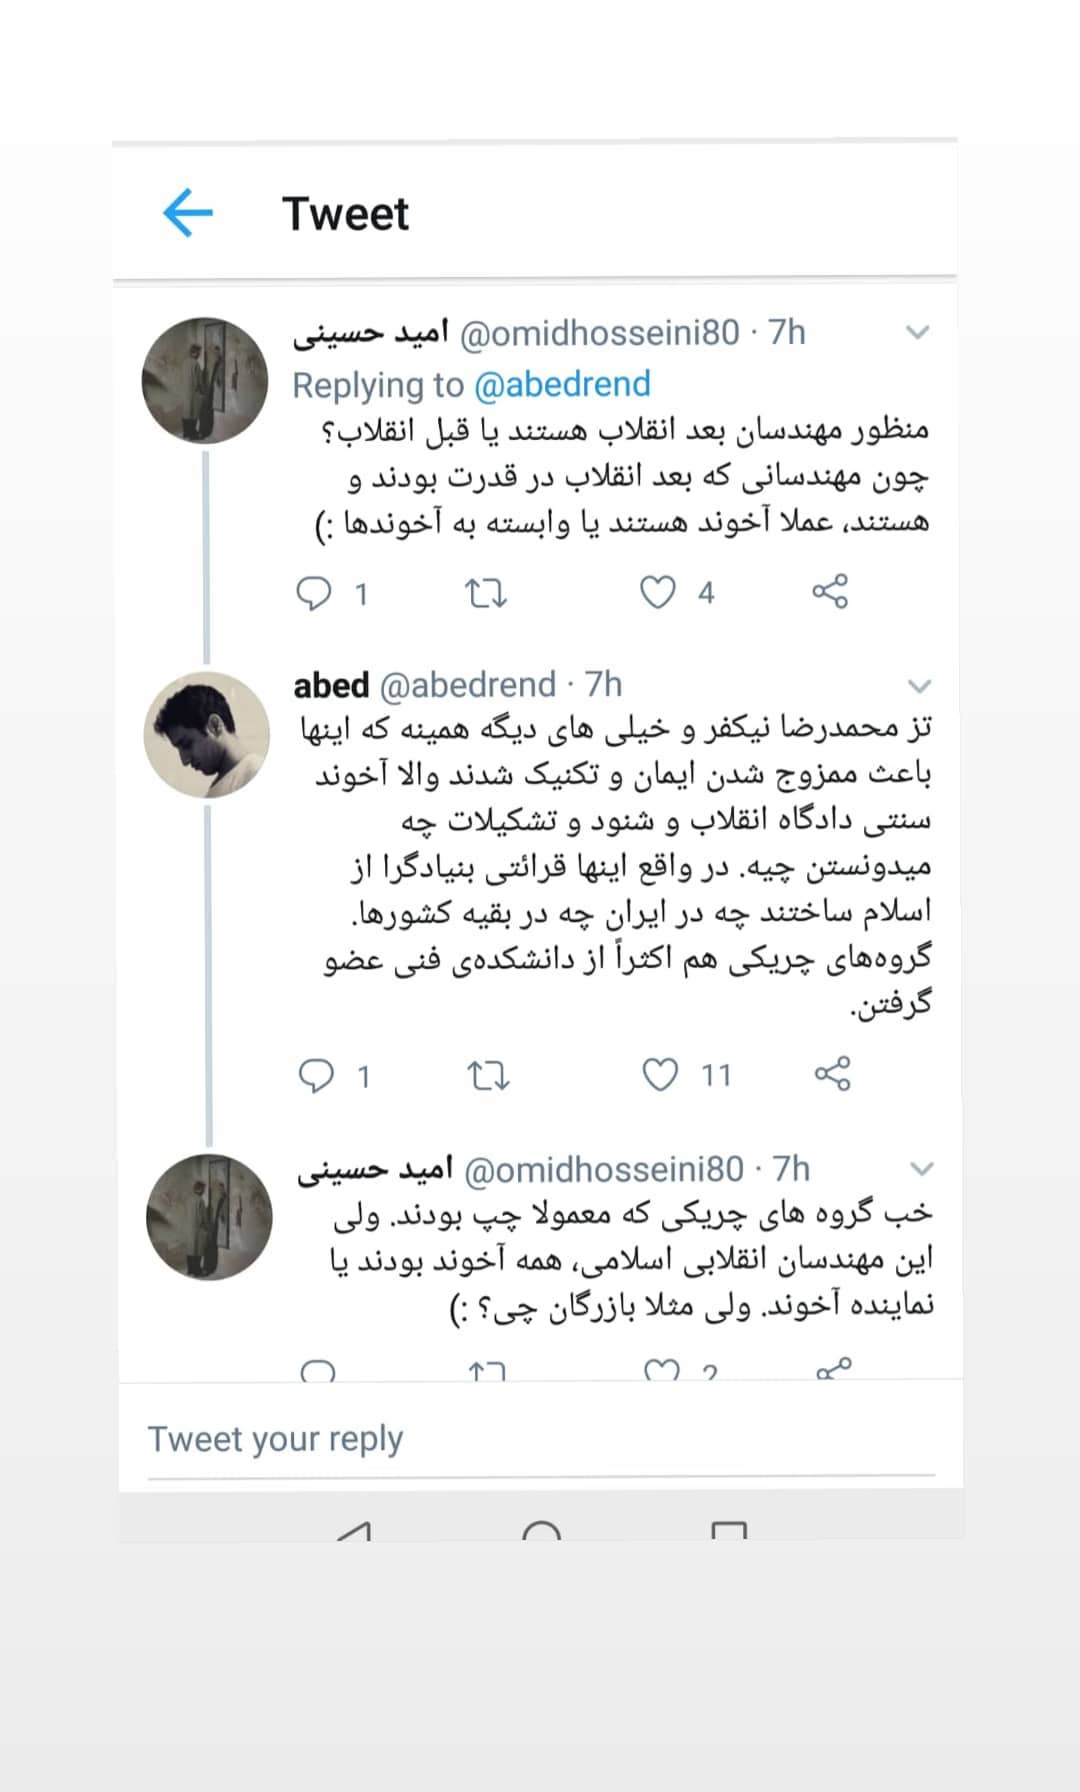 Tweet
امید حسینی @omidhosseini80 · 7h
Replying to @abedrend
منظور مهندسان بعد انقلاب هستند یا قبل انقلاب؟
چون مهندسانی که بعد انقلاب در قدرت بودند و
هستند، عملا آخوند هستند یا وابسته به آخوندها :)
1 4
abed @abedrend · 7h
تز محمدرضا نیکفر و خیلی های دیگه همینه که اینها
باعث ممزوج شدن ایمان و تکنیک شدند والا آخوند
سنتی دادگاه انقلاب و شنود و تشکیلات چه
میدونستن چیه. در واقع اینها قرائتی بنیادگرا از
اسلام ساختند چه در ایران چه در بقیه کشورها.
گروه‌های چریکی هم اکثراً از دانشکده‌ی فنی عضو
گرفتن.
1 11
امید حسینی @omidhosseini80 · 7h
خب گروه های چریکی که معمولا چپ بودند. ولی
این مهندسان انقلابی اسلامی، همه آخوند بودند یا
نماینده آخوند. ولی مثلا بازرگان چی؟ :)
2
Tweet your reply